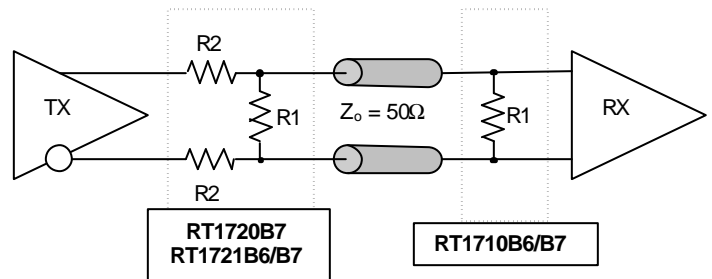 R2
TX
R1
Zo = 50Ω
R1
RX
R2
RT1720B7
RT1721B6/B7
RT1710B6/B7